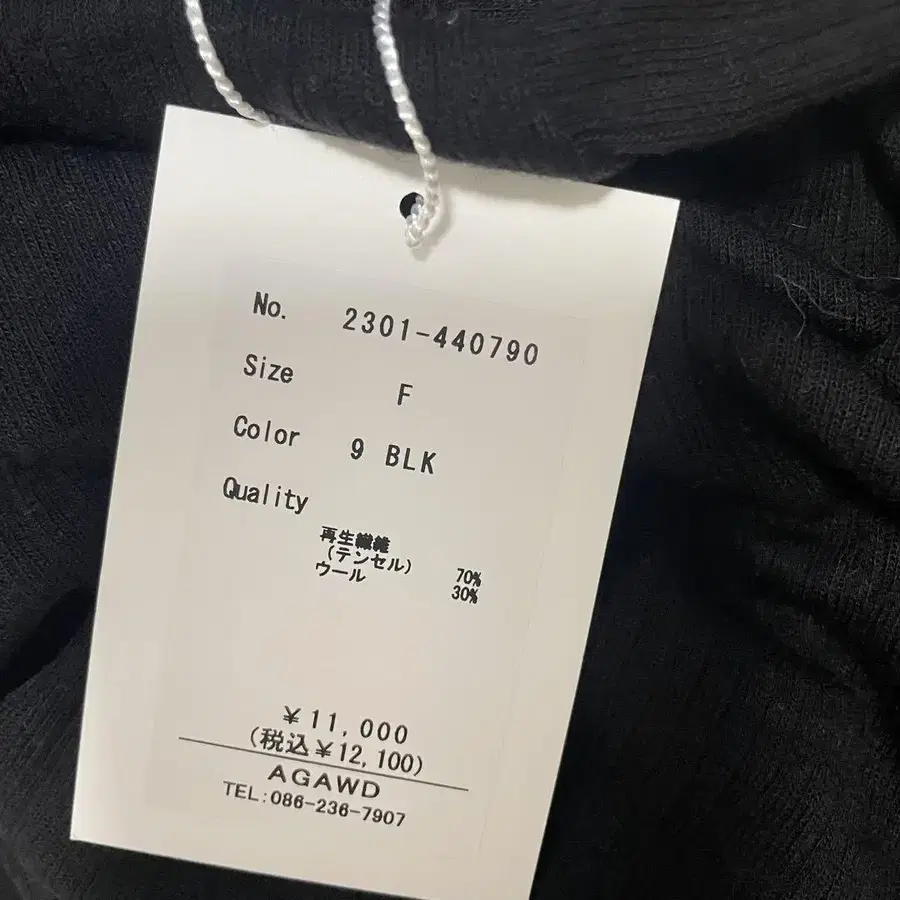 No. 2301-440790
Size F
Color 9 BLK
Quality
再生繊維
(テンセル) 70%
ウール 30%
¥11,000
(税込¥12,100)
AGAWD
TEL:086-236-7907